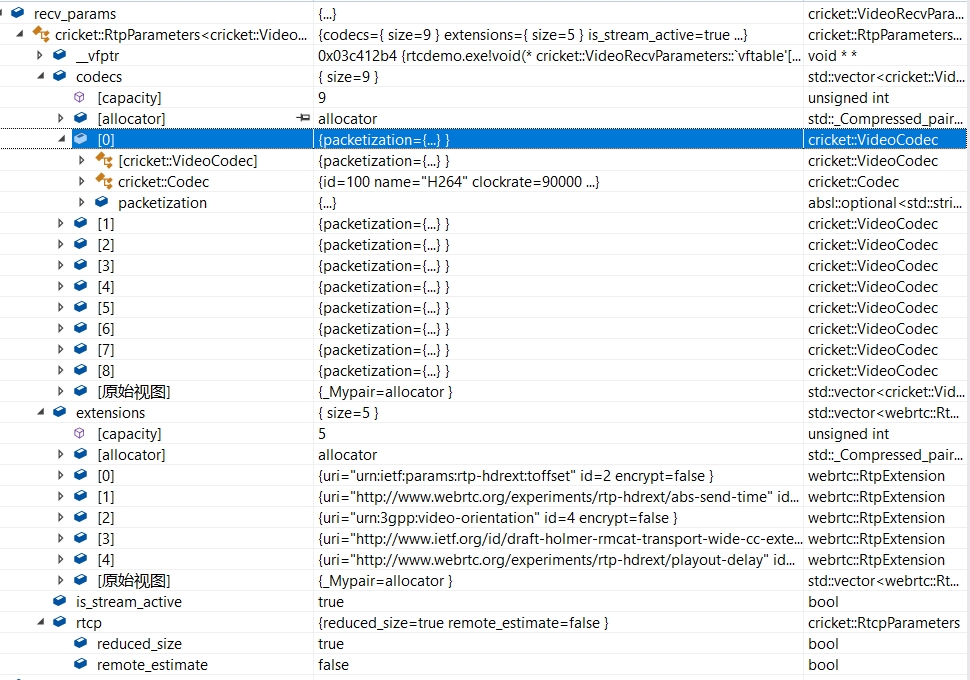 recv_params {...} cricket::VideoRecvPara...
cricket::RtpParameters<cricket::Video... {codecs={ size=9 } extensions={ size=5 } is_stream_active=true ...} cricket::RtpParameters...
__vfptr 0x03c412b4 {rtcdemo.exe!void(* cricket::VideoRecvParameters::`vftable'[... void * *
codecs { size=9 } std::vector<cricket::Vid...
[capacity] 9 unsigned int
[allocator] allocator std::_Compressed_pair...
[0] {packetization={...} } cricket::VideoCodec
[cricket::VideoCodec] {packetization={...} } cricket::VideoCodec
cricket::Codec {id=100 name="H264" clockrate=90000 ...} cricket::Codec
packetization {...} absl::optional<std::stri...
[1] {packetization={...} } cricket::VideoCodec
[2] {packetization={...} } cricket::VideoCodec
[3] {packetization={...} } cricket::VideoCodec
[4] {packetization={...} } cricket::VideoCodec
[5] {packetization={...} } cricket::VideoCodec
[6] {packetization={...} } cricket::VideoCodec
[7] {packetization={...} } cricket::VideoCodec
[8] {packetization={...} } cricket::VideoCodec
[原始视图] {_Mypair=allocator } std::vector<cricket::Vid...
extensions { size=5 } std::vector<webrtc::Rt...
[capacity] 5 unsigned int
[allocator] allocator std::_Compressed_pair...
[0] {uri="urn:ietf:params:rtp-hdrext:toffset" id=2 encrypt=false } webrtc::RtpExtension
[1] {uri="http://www.webrtc.org/experiments/rtp-hdrext/abs-send-time" id... webrtc::RtpExtension
[2] {uri="urn:3gpp:video-orientation" id=4 encrypt=false } webrtc::RtpExtension
[3] {uri="http://www.ietf.org/id/draft-holmer-rmcat-transport-wide-cc-exte... webrtc::RtpExtension
[4] {uri="http://www.webrtc.org/experiments/rtp-hdrext/playout-delay" id... webrtc::RtpExtension
[原始视图] {_Mypair=allocator } std::vector<webrtc::Rt...
is_stream_active true bool
rtcp {reduced_size=true remote_estimate=false } cricket::RtcpParameters
reduced_size true bool
remote_estimate false bool